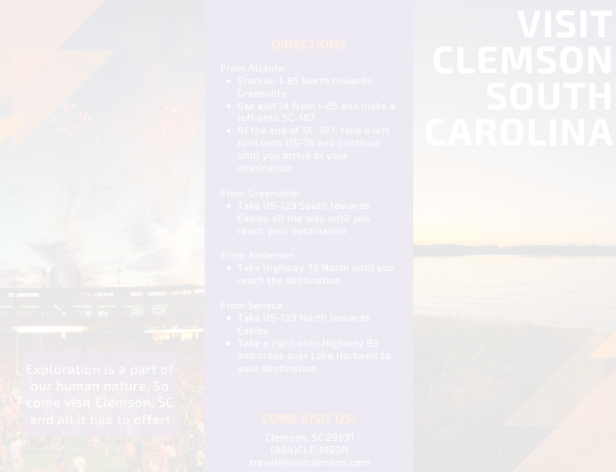 Exploration is a part of
our human nature. So
come visit Clemson, SC
and all it has to offer!
DIRECTIONS
From Atlanta:
• Start on I-85 North towards
Greenville
• Use exit 14 from I-85 and make a
left onto SC-187
• At the end of SC-187, take a left
turn onto US-76 and continue
until you arrive at your
destination
From Greenville:
• Take US-123 South towards
Easley all the way until you
reach your destination
From Anderson
• Take Highway 76 North until you
reach the destination
From Seneca
• Take US-123 North towards
Easley
• Take a right onto Highway 93
and cross over Lake Hartwell to
your destination
COME VISIT US!
Clemson, SC 29631
(864)CLE-MSON
travel@visitclemson.com
VISIT
CLEMSON
SOUTH
CAROLINA